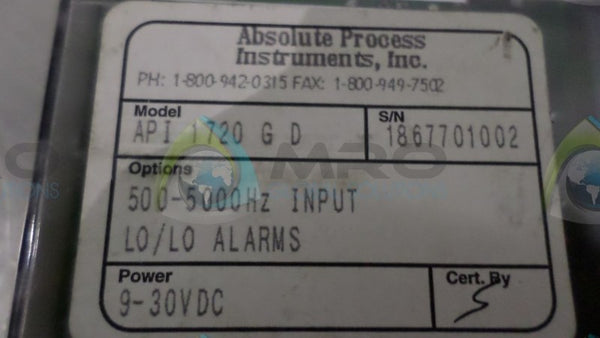 Absolute Process
Instruments, Inc.
PH: 1-800-942-0315 FAX: 1-800-949-7502
Model
API 1720 G D
S/N
1867701002
Options
500-5000Hz INPUT
LO/LO ALARMS
Power
9-30VDC
Cert. By
MRO